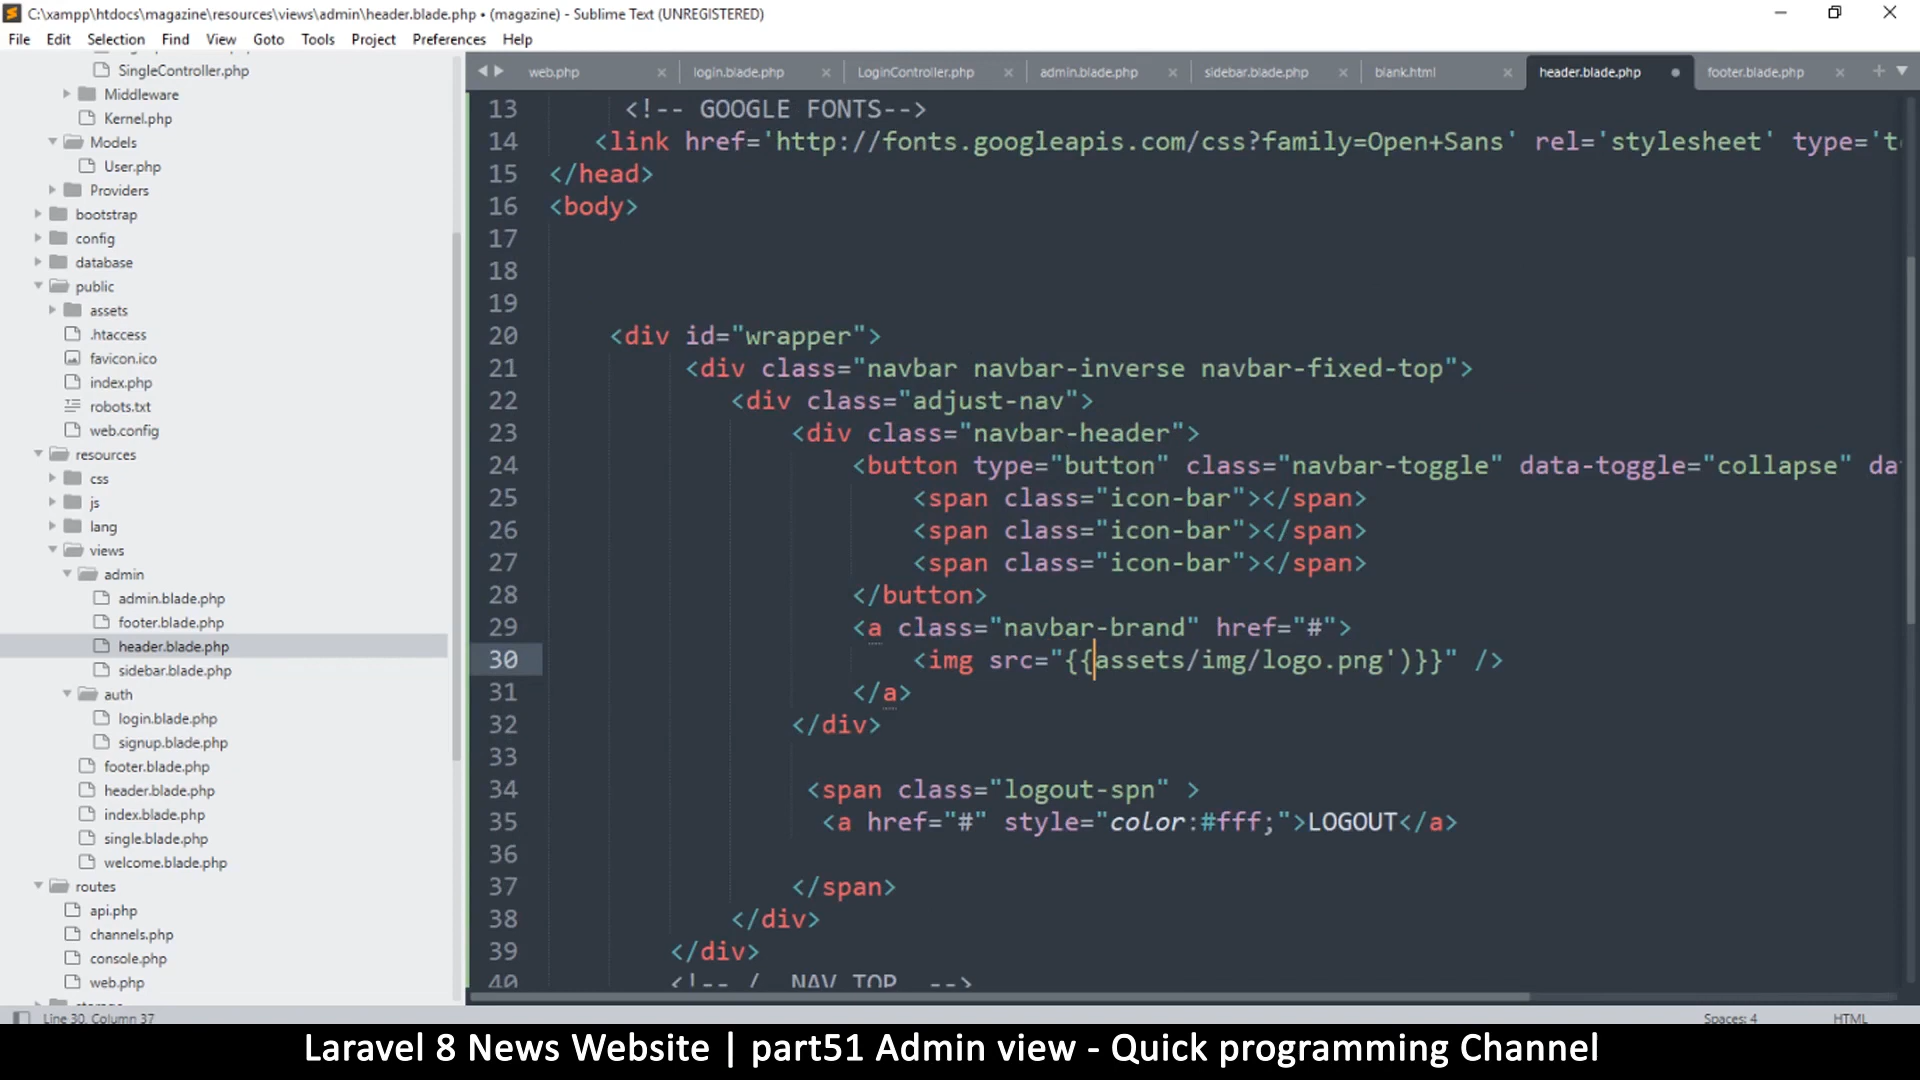 C:\xampp\htdocs\magazine\resources\views\admin\header.blade.php • (magazine) - Sublime Text (UNREGISTERED)
File Edit Selection Find View Goto Tools Project Preferences Help
SingleController.php
Middleware
Kernel.php
Models
User.php
Providers
bootstrap
config
database
public
assets
.htaccess
favicon.ico
index.php
robots.txt
web.config
resources
css
js
lang
views
admin
admin.blade.php
footer.blade.php
header.blade.php
sidebar.blade.php
auth
login.blade.php
signup.blade.php
footer.blade.php
header.blade.php
index.blade.php
single.blade.php
welcome.blade.php
routes
api.php
channels.php
console.php
web.php
web.php login.blade.php LoginController.php admin.blade.php sidebar.blade.php blank.html header.blade.php footer.blade.php
13 <!-- GOOGLE FONTS-->
14 <link href='http://fonts.googleapis.com/css?family=Open+Sans' rel='stylesheet' type='t
15 </head>
16 <body>
17
18
19
20 <div id="wrapper">
21 <div class="navbar navbar-inverse navbar-fixed-top">
22 <div class="adjust-nav">
23 <div class="navbar-header">
24 <button type="button" class="navbar-toggle" data-toggle="collapse" da
25 <span class="icon-bar"></span>
26 <span class="icon-bar"></span>
27 <span class="icon-bar"></span>
28 </button>
29 <a class="navbar-brand" href="#">
30 <img src="{{assets/img/logo.png')}}" />
31 </a>
32 </div>
33
34 <span class="logout-spn" >
35 <a href="#" style="color:#fff;">LOGOUT</a>
36
37 </span>
38 </div>
39 </div>
40 <!-- /. NAV TOP -->
Line 30, Column 37 Spaces: 4 HTML
Laravel 8 News Website | part51 Admin view - Quick programming Channel